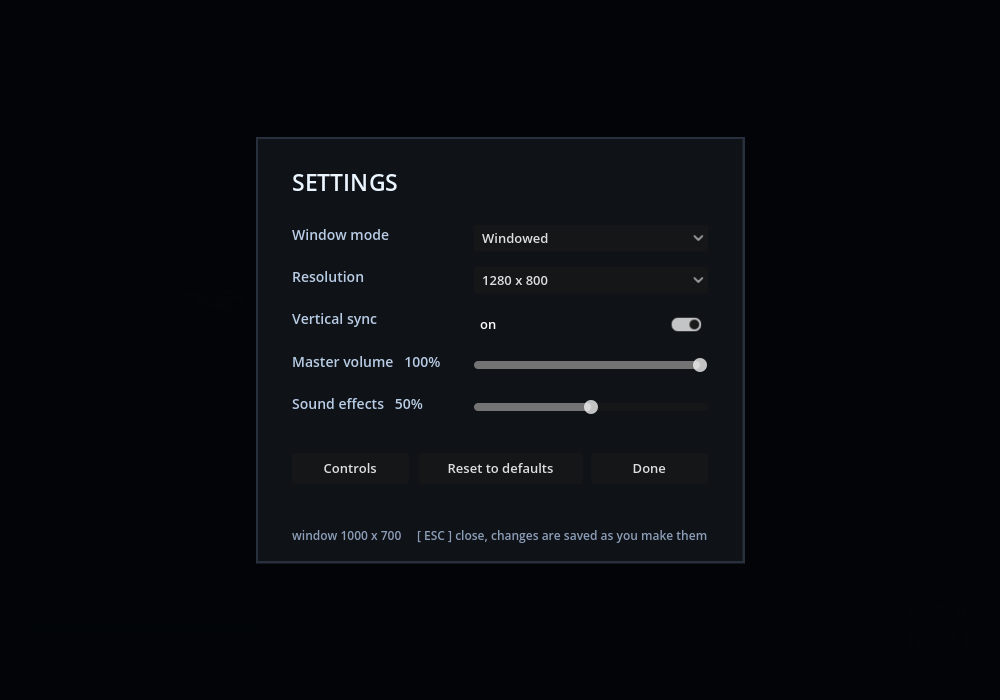 SETTINGS
Window mode Windowed
Resolution 1280 x 800
Vertical sync on
Master volume 100%
Sound effects 50%
Controls Reset to defaults Done
window 1000 x 700 [ ESC ] close, changes are saved as you make them